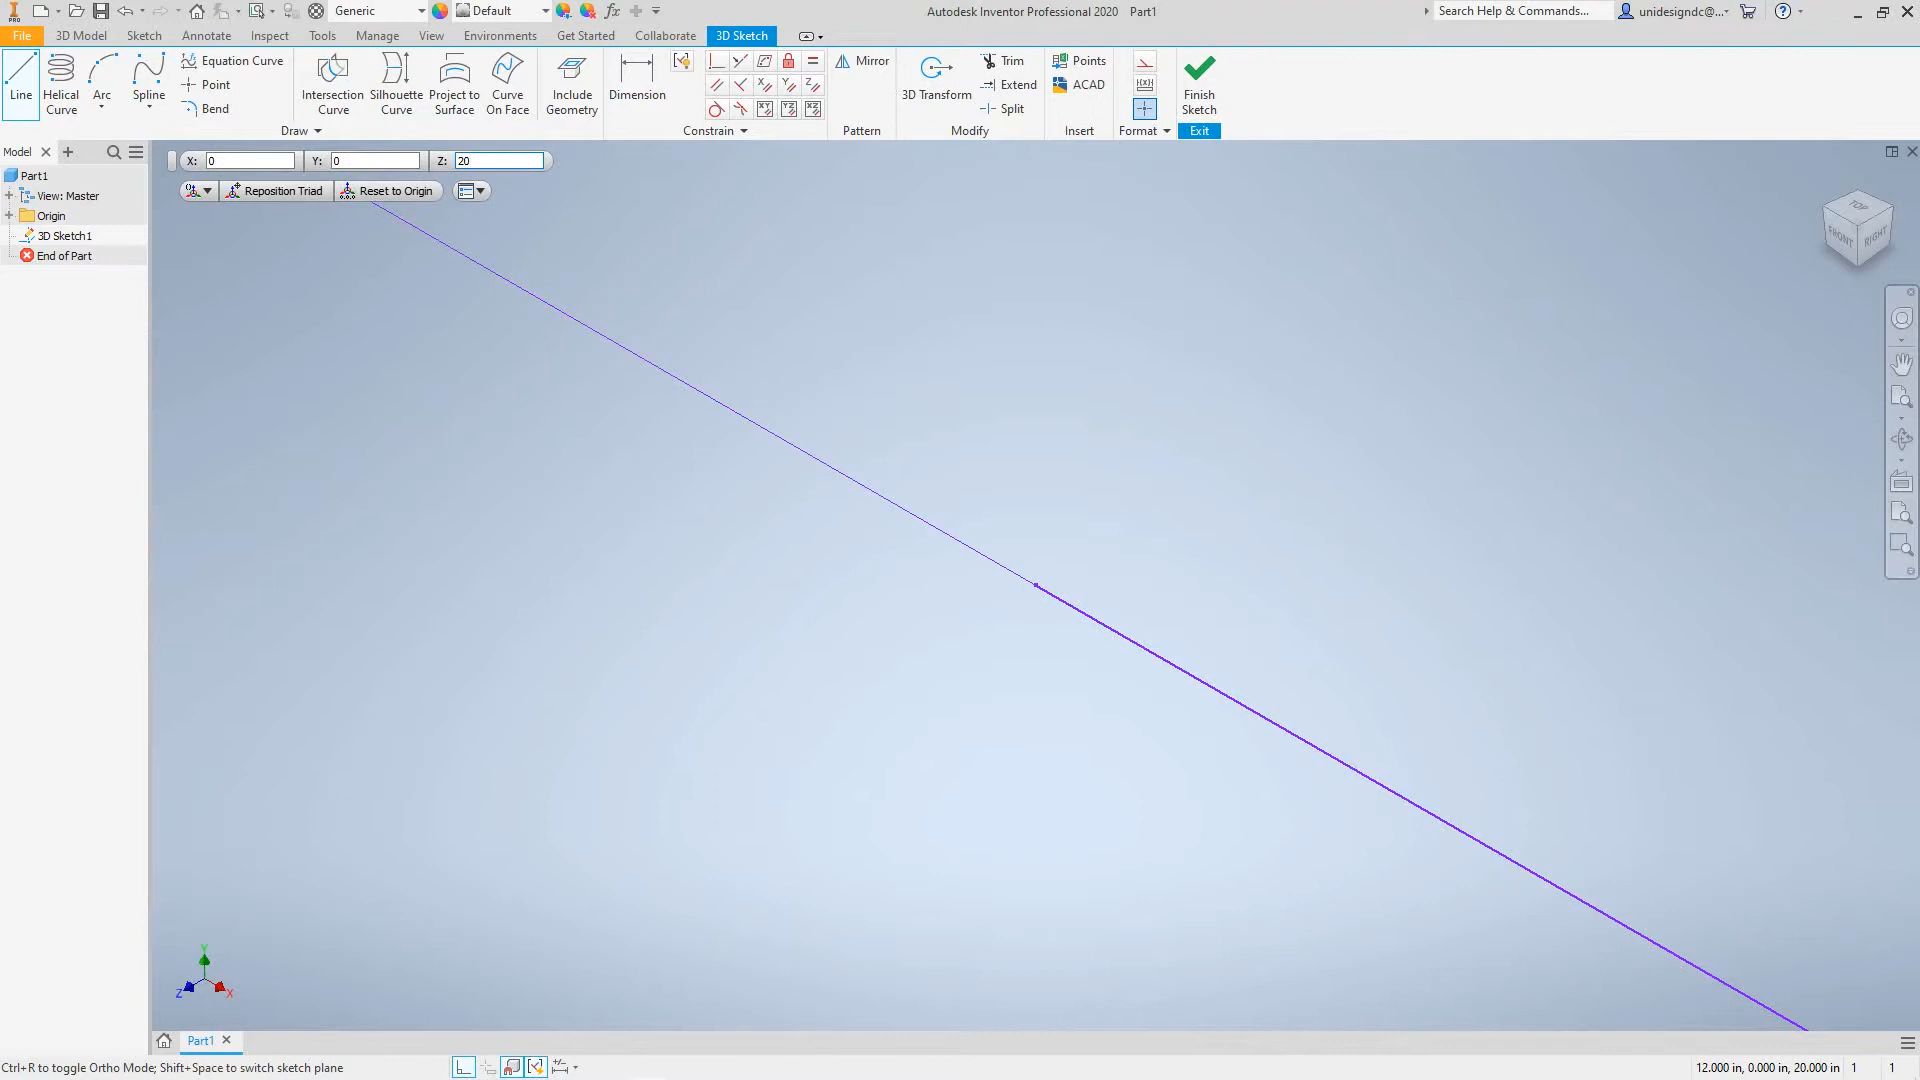 PRO Generic Default Autodesk Inventor Professional 2020 Part1 Search Help & Commands... unidesigndc@...
File 3D Model Sketch Annotate Inspect Tools Manage View Environments Get Started Collaborate 3D Sketch
Line
Helical Curve
Arc
Spline
Equation Curve
Point
Bend
Intersection Curve
Silhouette Curve
Project to Surface
Curve On Face
Include Geometry
Dimension
Mirror
3D Transform
Trim
Extend
Split
Points
ACAD
Finish Sketch
Draw Constrain Pattern Modify Insert Format Exit
Model
X: 0 Y: 0 Z: 20
Reposition Triad Reset to Origin
Part1
View: Master
Origin
3D Sketch1
End of Part
TOP
FRONT RIGHT
Y
Z X
Part1
Ctrl+R to toggle Ortho Mode; Shift+Space to switch sketch plane
12.000 in, 0.000 in, 20.000 in 1 1